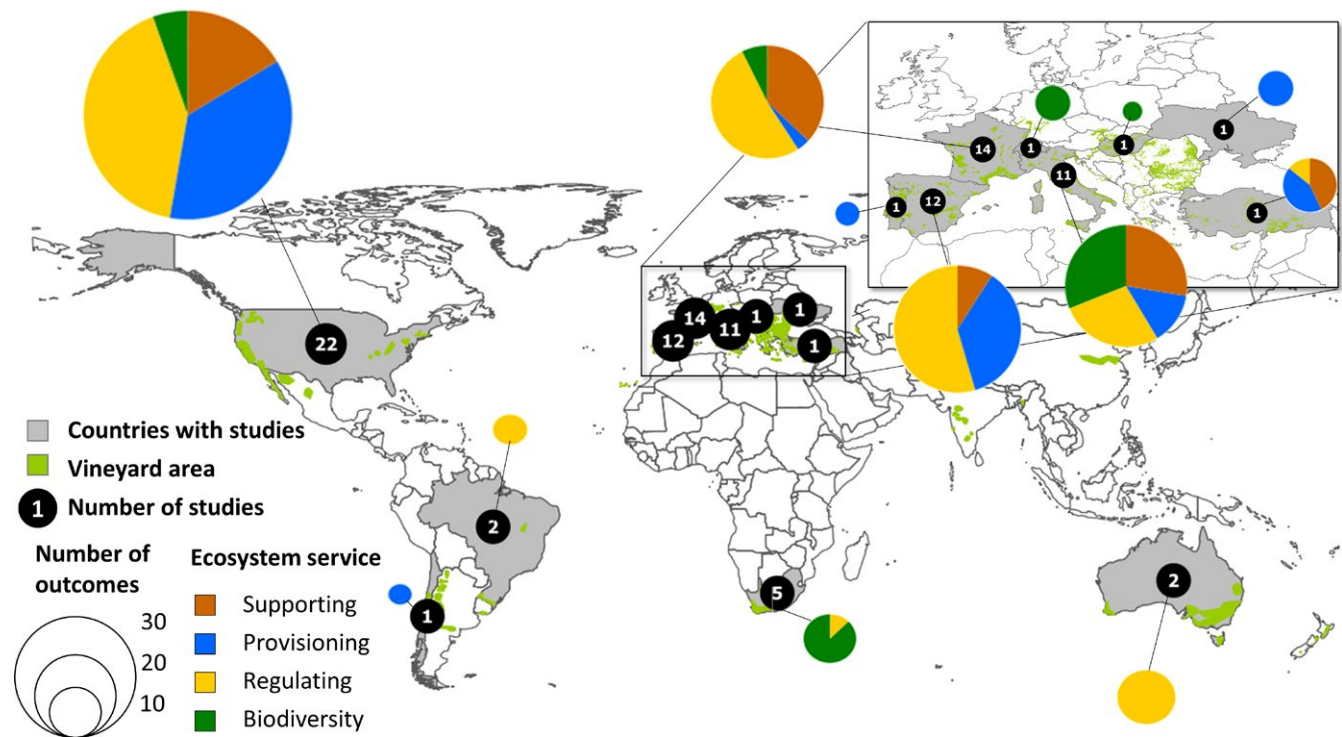 14
1
1
1
11
1
12
1
22
14
1
1
11
12
1
2
1
5
2
Countries with studies
Vineyard area
1 Number of studies
Number of
outcomes
30
20
10
Ecosystem service
Supporting
Provisioning
Regulating
Biodiversity